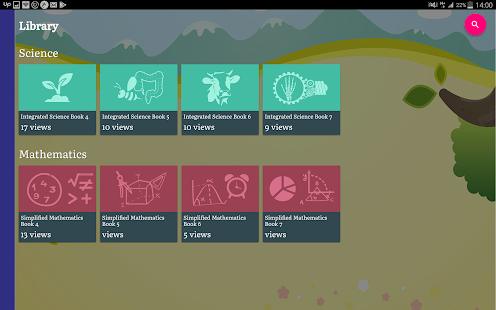 Up 22% 14:00
Library
Science
Integrated Science Book 4
17 views
Integrated Science Book 5
10 views
Integrated Science Book 6
10 views
Integrated Science Book 7
9 views
Mathematics
Simplified Mathematics
Book 4
13 views
Simplified Mathematics
Book 5
views
Simplified Mathematics
Book 6
5 views
Simplified Mathematics
Book 7
views